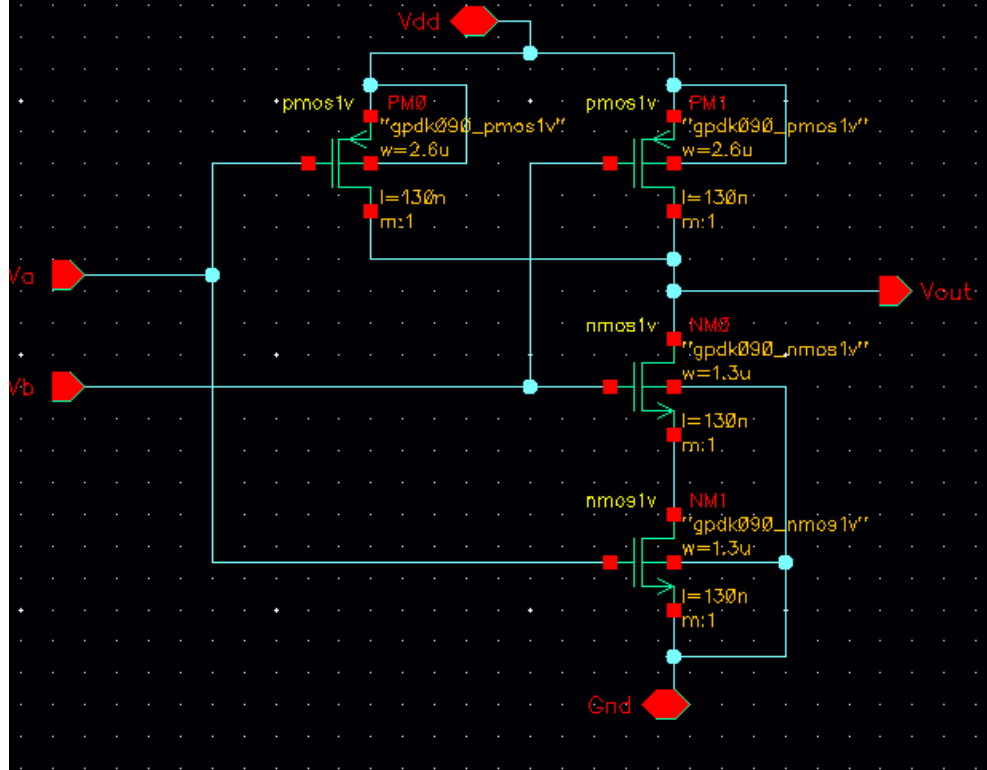 Vdd
pmos1v PM0
"gpdk090_pmos1v"
w=2.6u
l=130n
m:1
pmos1v PM1
"gpdk090_pmos1v"
w=2.6u
l=130n
m:1
Va
Vout
nmos1v NM0
"gpdk090_nmos1v"
w=1.3u
l=130n
m:1
Vb
nmos1v NM1
"gpdk090_nmos1v"
w=1.3u
l=130n
m:1
Gnd